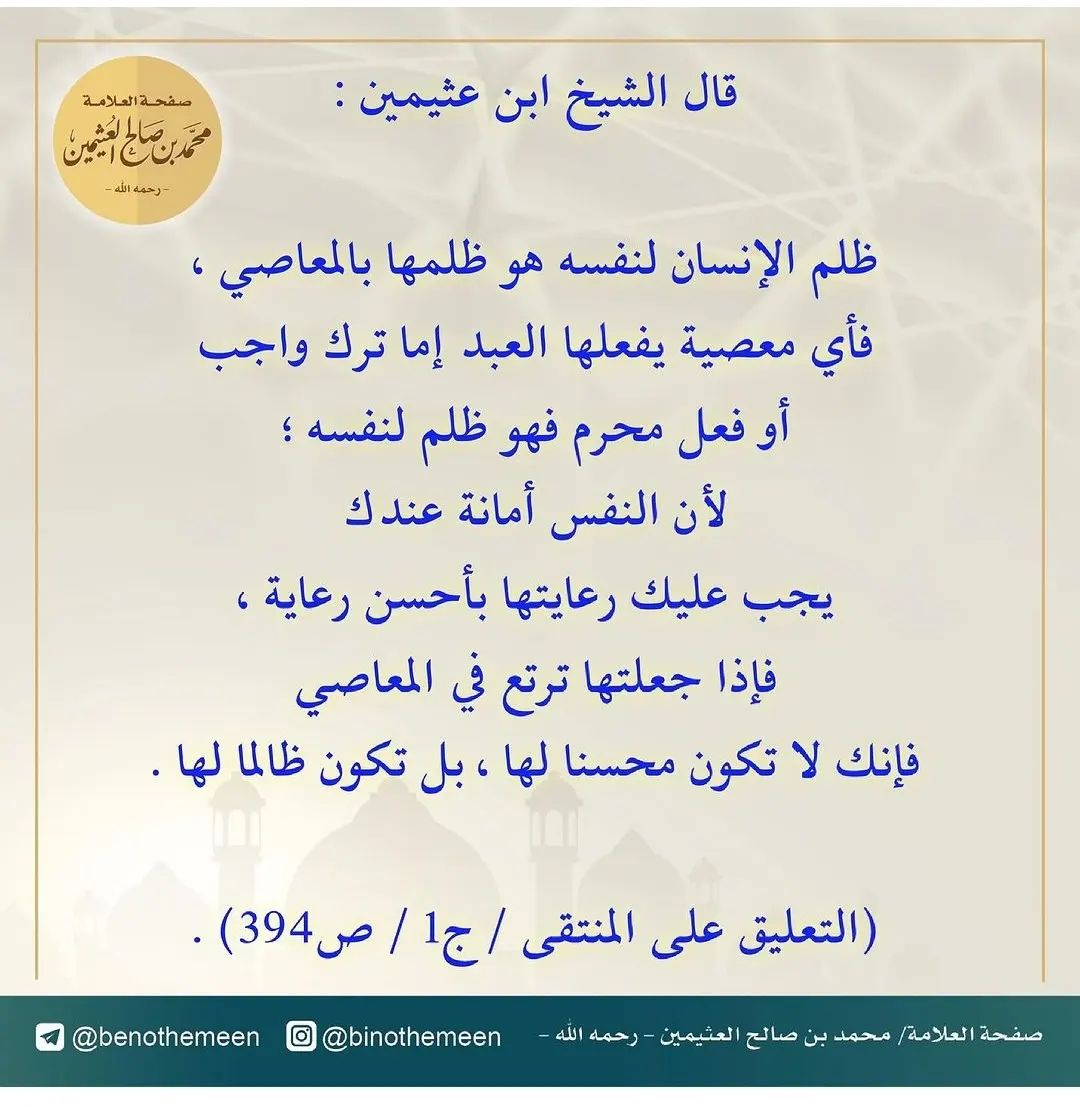 صفحة العلامة
محمد بن صالح العثيمين
- رحمه الله -
قال الشيخ ابن عثيمين :
ظلم الإنسان لنفسه هو ظلمها بالمعاصي ،
فأي معصية يفعلها العبد إما ترك واجب
أو فعل محرم فهو ظلم لنفسه ؛
لأن النفس أمانة عندك
يجب عليك رعايتها بأحسن رعاية ،
فإذا جعلتها ترتع في المعاصي
فإنك لا تكون محسنا لها ، بل تكون ظالما لها .
(التعليق على المنتقى / ج1 / ص394) .
صفحة العلامة/ محمد بن صالح العثيمين - رحمه الله -
@binothemeen
@benothemeen